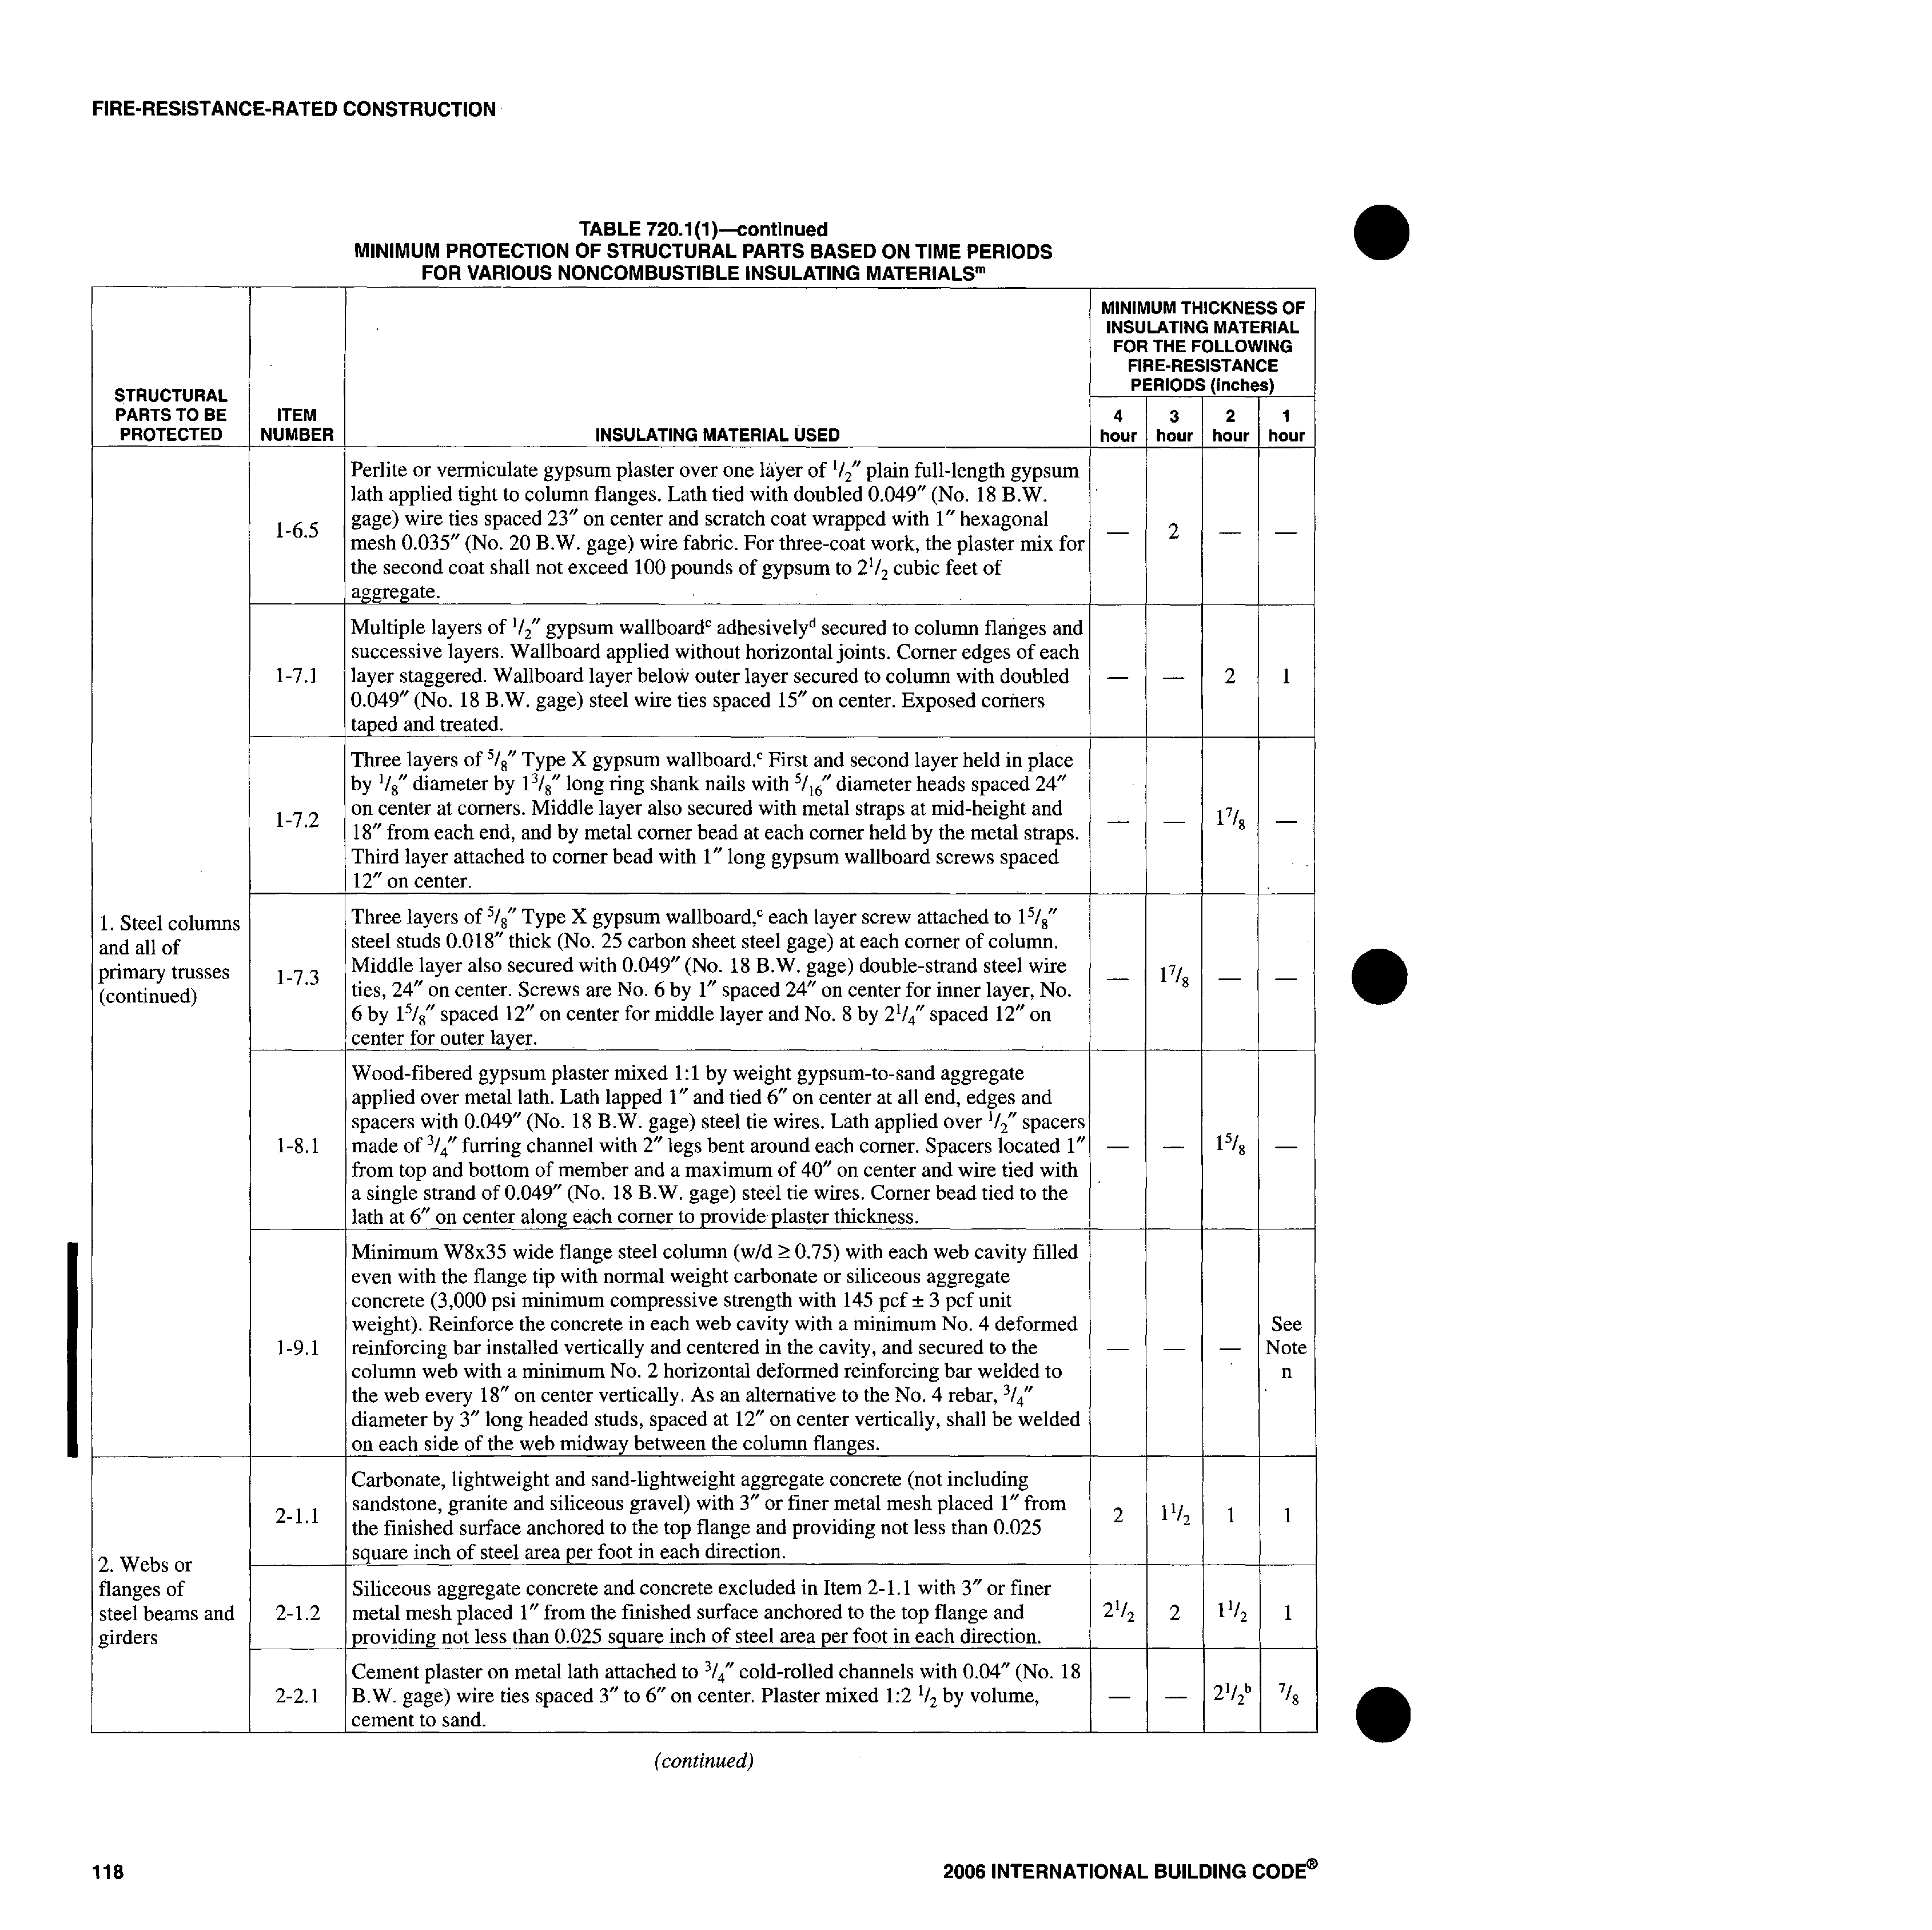 FIRE-RESISTANCE-RATED CONSTRUCTION
TABLE 720.1(1)—continued
MINIMUM PROTECTION OF STRUCTURAL PARTS BASED ON TIME PERIODS
FOR VARIOUS NONCOMBUSTIBLE INSULATING MATERIALSᵐ
STRUCTURAL
PARTS TO BE
PROTECTED
ITEM
NUMBER
INSULATING MATERIAL USED
MINIMUM THICKNESS OF
INSULATING MATERIAL
FOR THE FOLLOWING
FIRE-RESISTANCE
PERIODS (inches)
4 hour 3 hour 2 hour 1 hour
1. Steel columns
and all of
primary trusses
(continued)
1-6.5
Perlite or vermiculate gypsum plaster over one layer of 1/2″ plain full-length gypsum
lath applied tight to column flanges. Lath tied with doubled 0.049″ (No. 18 B.W.
gage) wire ties spaced 23″ on center and scratch coat wrapped with 1″ hexagonal
mesh 0.035″ (No. 20 B.W. gage) wire fabric. For three-coat work, the plaster mix for
the second coat shall not exceed 100 pounds of gypsum to 2 1/2 cubic feet of
aggregate.
— 2 — —
1-7.1
Multiple layers of 1/2″ gypsum wallboardᶜ adhesivelyᵈ secured to column flanges and
successive layers. Wallboard applied without horizontal joints. Corner edges of each
layer staggered. Wallboard layer below outer layer secured to column with doubled
0.049″ (No. 18 B.W. gage) steel wire ties spaced 15″ on center. Exposed corners
taped and treated.
— — 2 1
1-7.2
Three layers of 5/8″ Type X gypsum wallboard.ᶜ First and second layer held in place
by 1/8″ diameter by 1 3/8″ long ring shank nails with 5/16″ diameter heads spaced 24″
on center at corners. Middle layer also secured with metal straps at mid-height and
18″ from each end, and by metal corner bead at each corner held by the metal straps.
Third layer attached to corner bead with 1″ long gypsum wallboard screws spaced
12″ on center.
— — 1 7/8 —
1-7.3
Three layers of 5/8″ Type X gypsum wallboard,ᶜ each layer screw attached to 1 5/8″
steel studs 0.018″ thick (No. 25 carbon sheet steel gage) at each corner of column.
Middle layer also secured with 0.049″ (No. 18 B.W. gage) double-strand steel wire
ties, 24″ on center. Screws are No. 6 by 1″ spaced 24″ on center for inner layer, No.
6 by 1 5/8″ spaced 12″ on center for middle layer and No. 8 by 2 1/4″ spaced 12″ on
center for outer layer.
— 1 7/8 — —
1-8.1
Wood-fibered gypsum plaster mixed 1:1 by weight gypsum-to-sand aggregate
applied over metal lath. Lath lapped 1″ and tied 6″ on center at all end, edges and
spacers with 0.049″ (No. 18 B.W. gage) steel tie wires. Lath applied over 1/2″ spacers
made of 3/4″ furring channel with 2″ legs bent around each corner. Spacers located 1″
from top and bottom of member and a maximum of 40″ on center and wire tied with
a single strand of 0.049″ (No. 18 B.W. gage) steel tie wires. Corner bead tied to the
lath at 6″ on center along each corner to provide plaster thickness.
— — 1 5/8 —
1-9.1
Minimum W8x35 wide flange steel column (w/d ≥ 0.75) with each web cavity filled
even with the flange tip with normal weight carbonate or siliceous aggregate
concrete (3,000 psi minimum compressive strength with 145 pcf ± 3 pcf unit
weight). Reinforce the concrete in each web cavity with a minimum No. 4 deformed
reinforcing bar installed vertically and centered in the cavity, and secured to the
column web with a minimum No. 2 horizontal deformed reinforcing bar welded to
the web every 18″ on center vertically. As an alternative to the No. 4 rebar, 3/4″
diameter by 3″ long headed studs, spaced at 12″ on center vertically, shall be welded
on each side of the web midway between the column flanges.
— — — See
Note
n
2. Webs or
flanges of
steel beams and
girders
2-1.1
Carbonate, lightweight and sand-lightweight aggregate concrete (not including
sandstone, granite and siliceous gravel) with 3″ or finer metal mesh placed 1″ from
the finished surface anchored to the top flange and providing not less than 0.025
square inch of steel area per foot in each direction.
2 1 1/2 1 1
2-1.2
Siliceous aggregate concrete and concrete excluded in Item 2-1.1 with 3″ or finer
metal mesh placed 1″ from the finished surface anchored to the top flange and
providing not less than 0.025 square inch of steel area per foot in each direction.
2 1/2 2 1 1/2 1
2-2.1
Cement plaster on metal lath attached to 3/4″ cold-rolled channels with 0.04″ (No. 18
B.W. gage) wire ties spaced 3″ to 6″ on center. Plaster mixed 1:2 1/2 by volume,
cement to sand.
— — 2 1/2ᵇ 7/8
(continued)
118
2006 INTERNATIONAL BUILDING CODE®